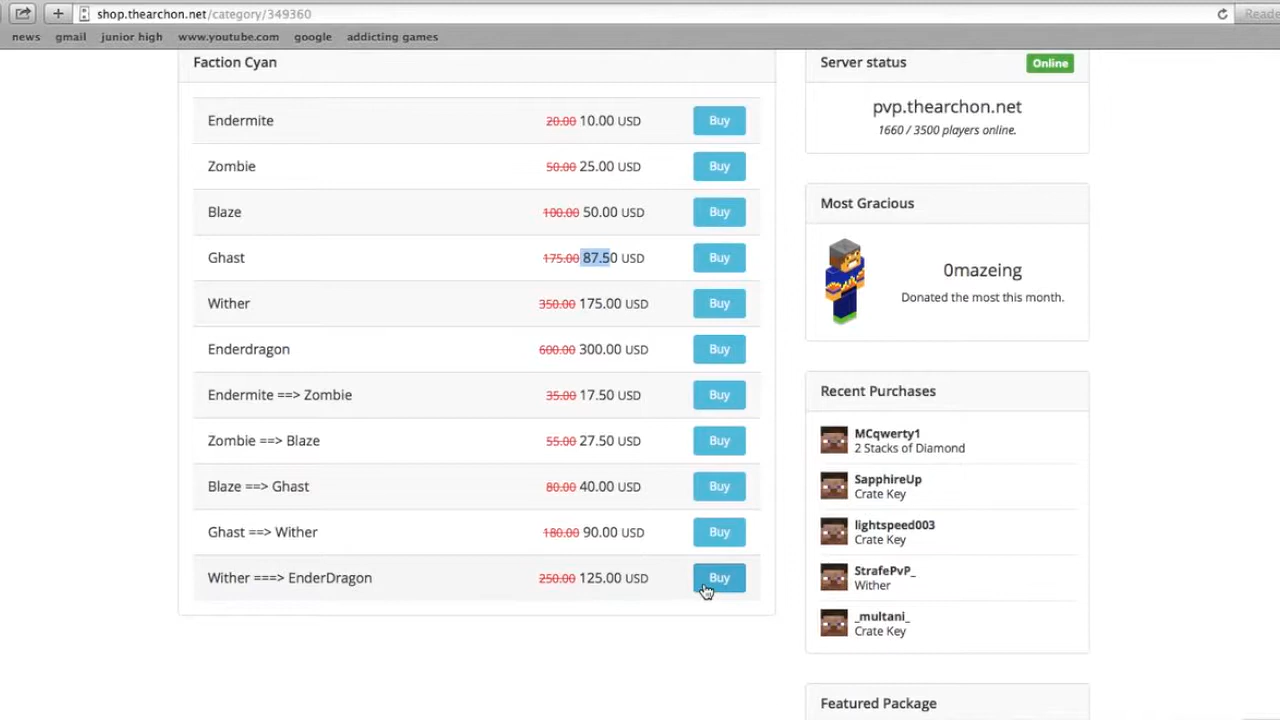 shop.thearchon.net/category/349360
Reade
news gmail junior high www.youtube.com google addicting games
Faction Cyan
Endermite 20.00 10.00 USD Buy
Zombie 50.00 25.00 USD Buy
Blaze 100.00 50.00 USD Buy
Ghast 175.00 87.50 USD Buy
Wither 350.00 175.00 USD Buy
Enderdragon 600.00 300.00 USD Buy
Endermite ==> Zombie 35.00 17.50 USD Buy
Zombie ==> Blaze 55.00 27.50 USD Buy
Blaze ==> Ghast 80.00 40.00 USD Buy
Ghast ==> Wither 180.00 90.00 USD Buy
Wither ===> EnderDragon 250.00 125.00 USD Buy
Server status Online
pvp.thearchon.net
1660 / 3500 players online.
Most Gracious
0mazeing
Donated the most this month.
Recent Purchases
MCqwerty1
2 Stacks of Diamond
SapphireUp
Crate Key
lightspeed003
Crate Key
StrafePvP_
Wither
_multani_
Crate Key
Featured Package